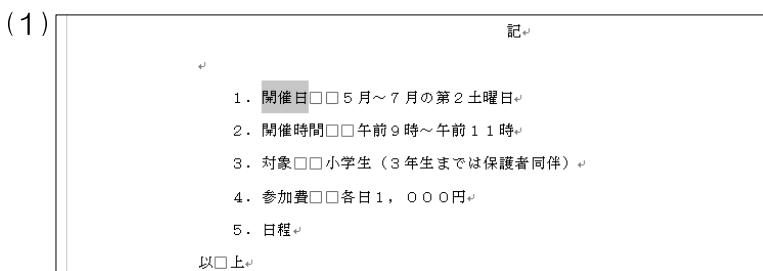 (1)
記↵
↵
1．開催日□□5月～7月の第2土曜日↵
2．開催時間□□午前9時～午前11時↵
3．対象□□小学生（3年生までは保護者同伴）↵
4．参加費□□各日1，000円↵
5．日程↵
以□上↵